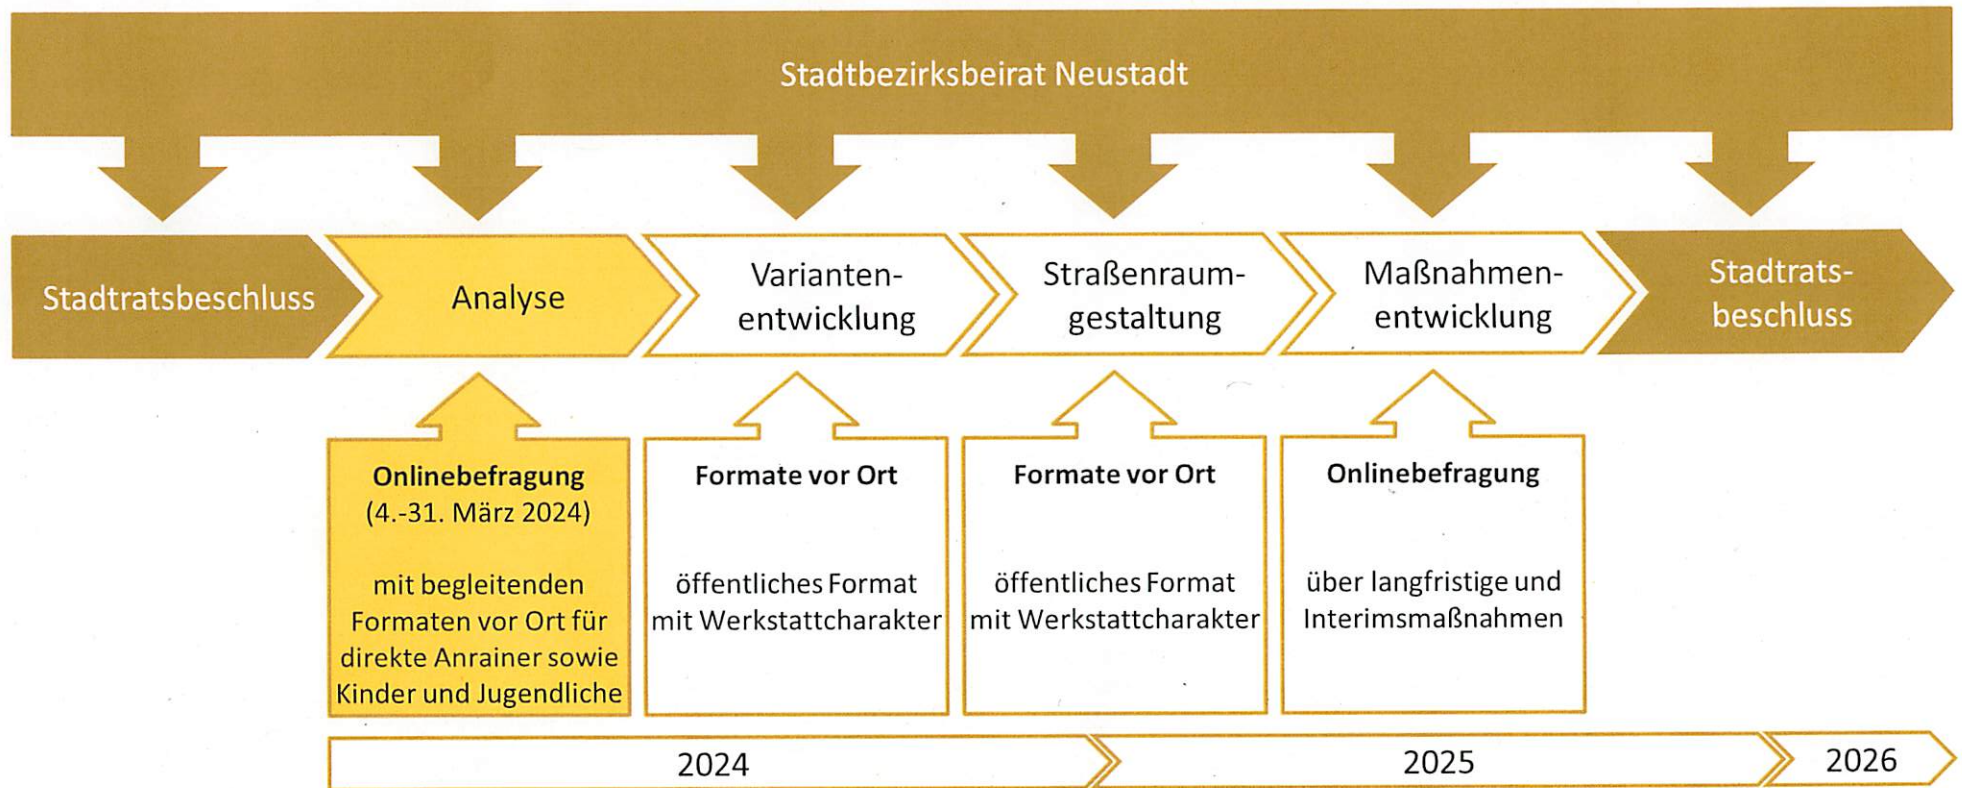 Stadtbezirksbeirat Neustadt
Stadtratsbeschluss
Analyse
Varianten-
entwicklung
Straßenraum-
gestaltung
Maßnahmen-
entwicklung
Stadtrats-
beschluss
Onlinebefragung
(4.-31. März 2024)
mit begleitenden
Formaten vor Ort für
direkte Anrainer sowie
Kinder und Jugendliche
Formate vor Ort
öffentliches Format
mit Werkstattcharakter
Formate vor Ort
öffentliches Format
mit Werkstattcharakter
Onlinebefragung
über langfristige und
Interimsmaßnahmen
2024
2025
2026